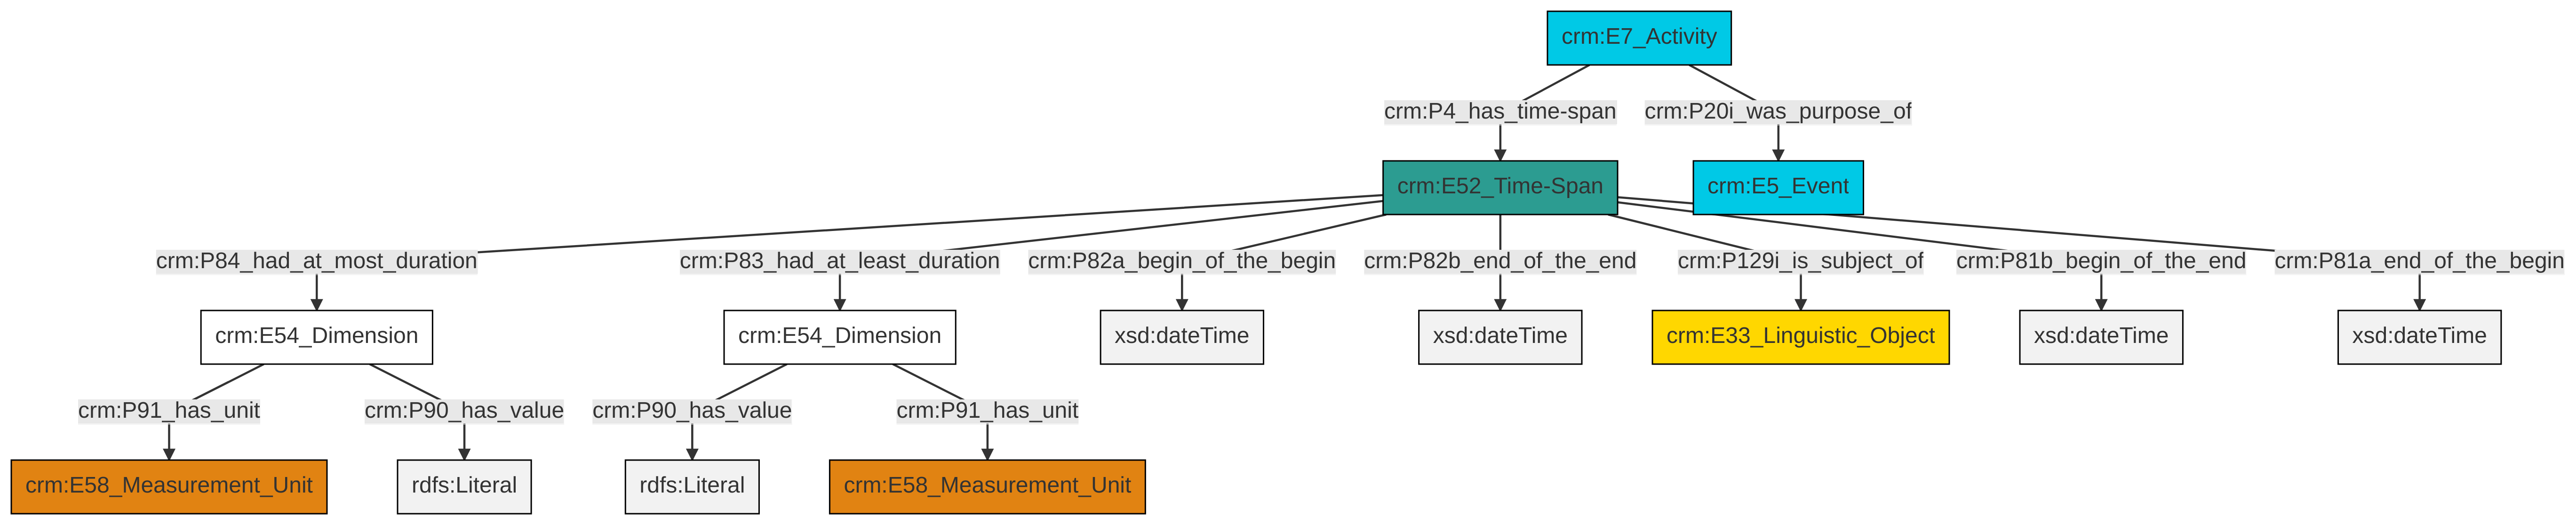 crm:E7_Activity
crm:P4_has_time-span
crm:P20i_was_purpose_of
crm:E52_Time-Span
crm:E5_Event
crm:P84_had_at_most_duration
crm:P83_had_at_least_duration
crm:P82a_begin_of_the_begin
crm:P82b_end_of_the_end
crm:P129i_is_subject_of
crm:P81b_begin_of_the_end
crm:P81a_end_of_the_begin
crm:E54_Dimension
crm:E54_Dimension
xsd:dateTime
xsd:dateTime
crm:E33_Linguistic_Object
xsd:dateTime
xsd:dateTime
crm:P91_has_unit
crm:P90_has_value
crm:P90_has_value
crm:P91_has_unit
crm:E58_Measurement_Unit
rdfs:Literal
rdfs:Literal
crm:E58_Measurement_Unit